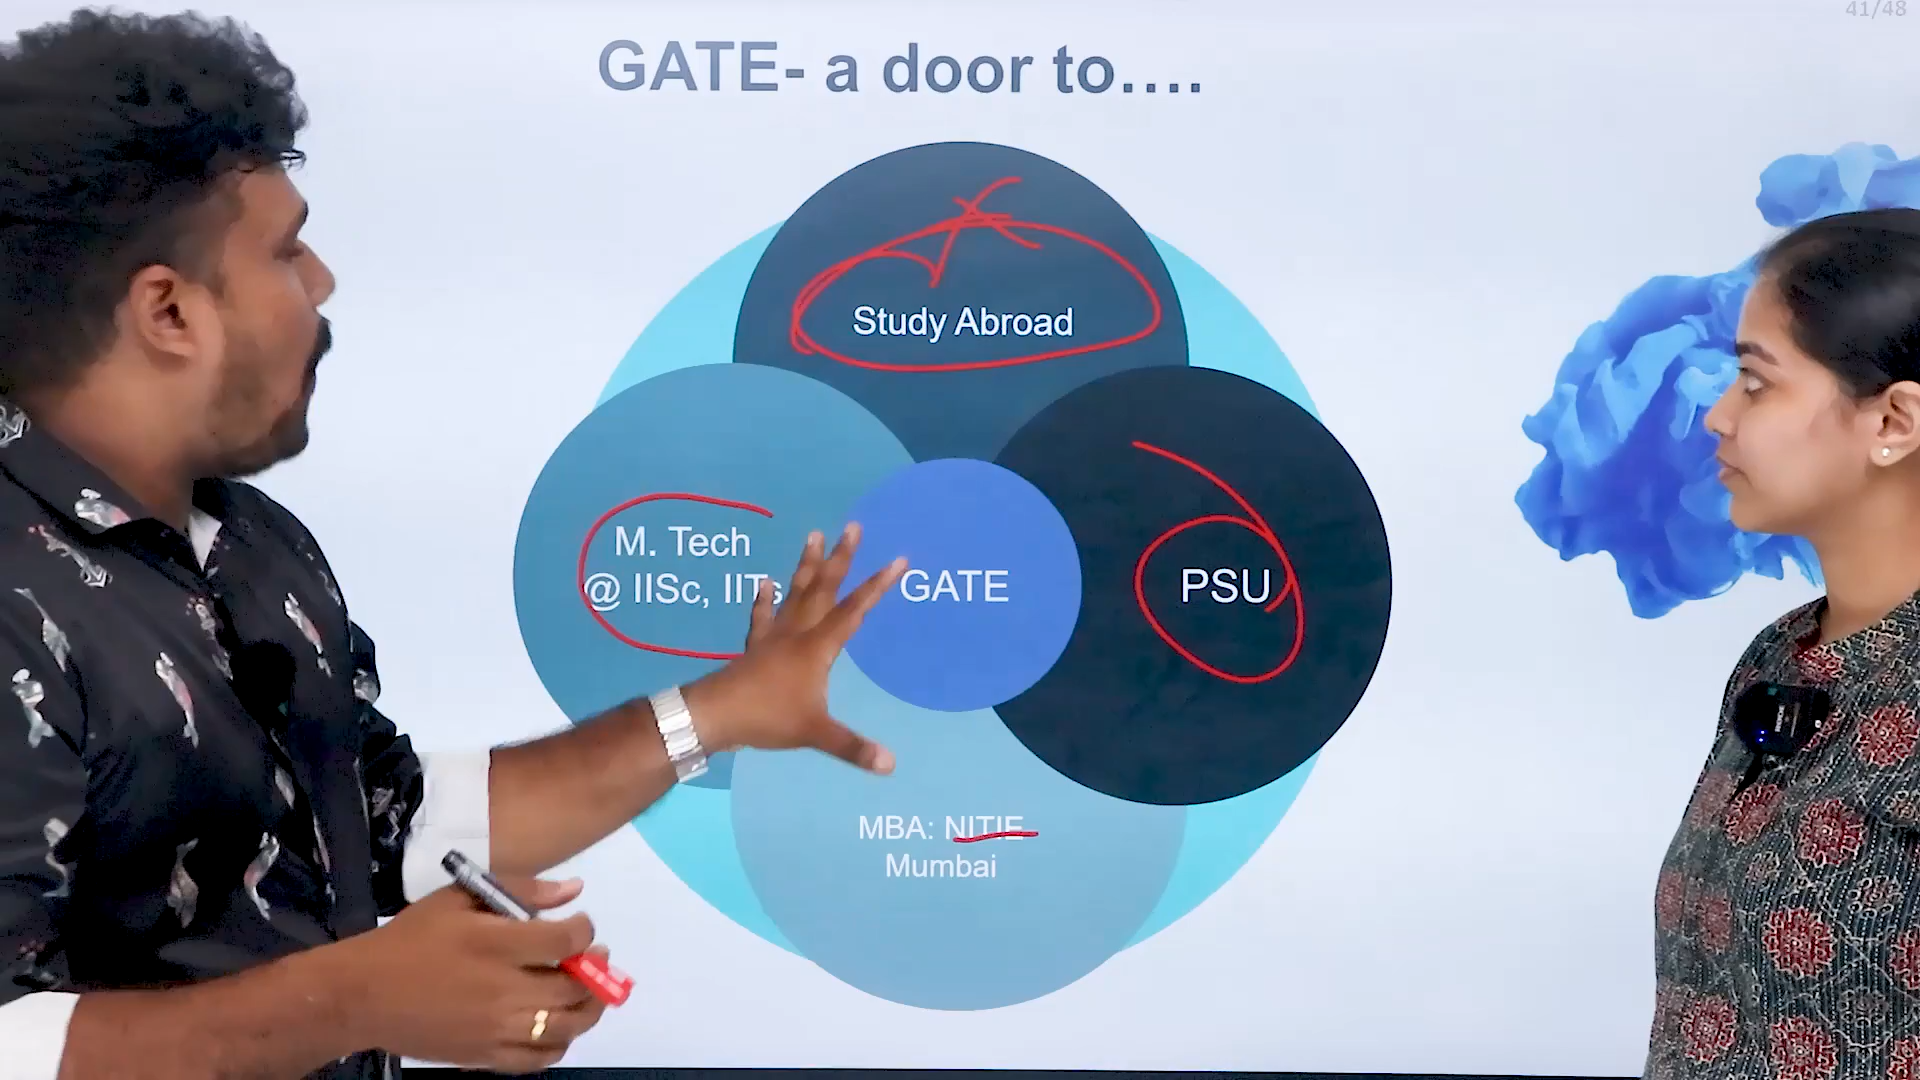 41/48
GATE- a door to....
Study Abroad
M. Tech
@ IISc, IITs
GATE
PSU
MBA: NITIE
Mumbai